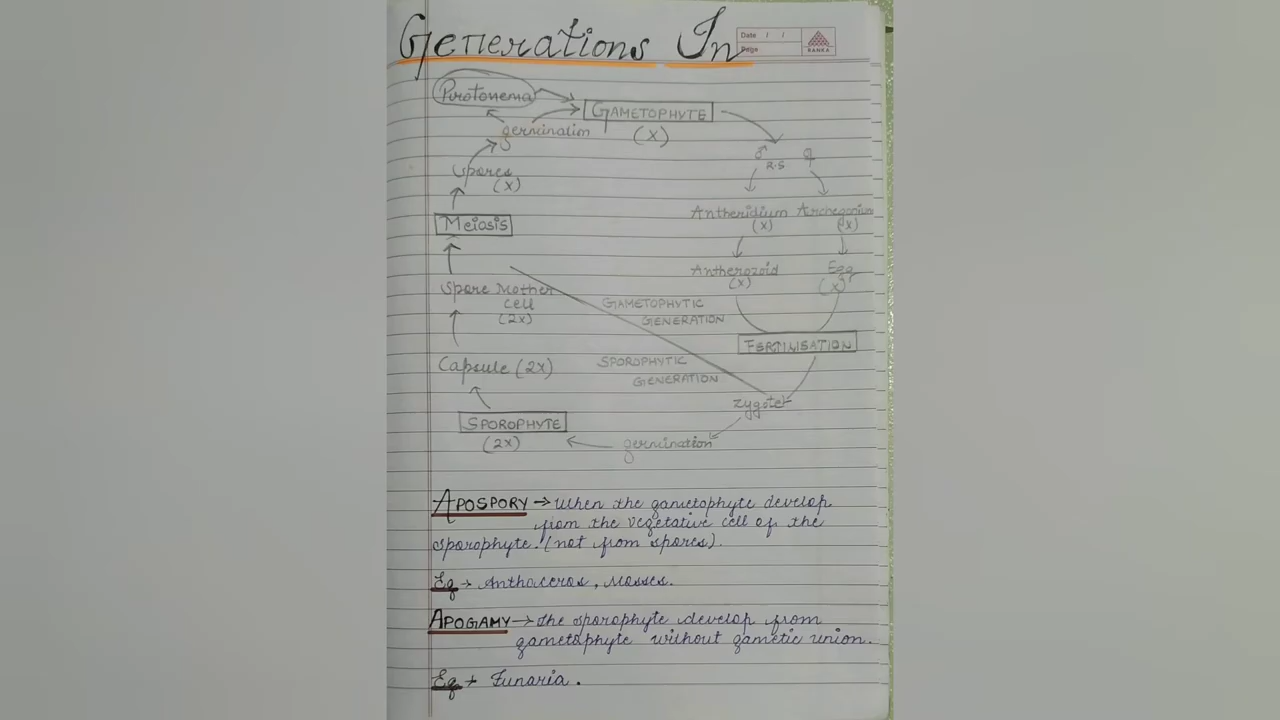 Generations In
Date / /
Page
RANKA
Protonema
GAMETOPHYTE
(x)
germination
♂ ♀
R.S
Spores
(x)
Meiosis
Antheridium Archegonium
(x) (x)
Antherozoid Egg
(x) (x)
Spore Mother
cell
(2x)
GAMETOPHYTIC
GENERATION
FERTILISATION
Capsule (2x)
SPOROPHYTIC
GENERATION
zygote
SPOROPHYTE
(2x)
germination
APOSPORY → When the gametophyte develop
from the vegetative cell of the
sporophyte. (not from spores).
Eg → Anthoceros, Mosses.
APOGAMY → the sporophyte develop from
gametophyte without gametic union.
Eg → Funaria.